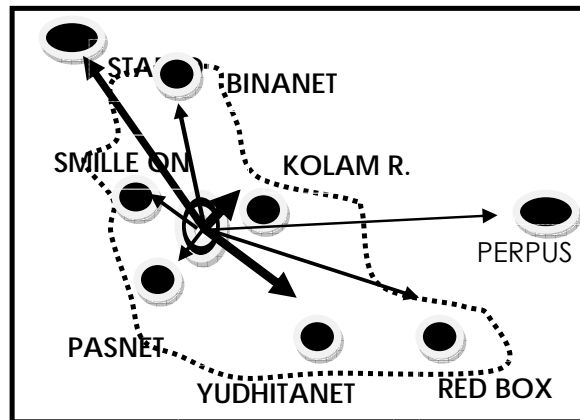 BINANET
SMILLE ON
KOLAM R.
PERPUS
PASNET
YUDHITANET
RED BOX